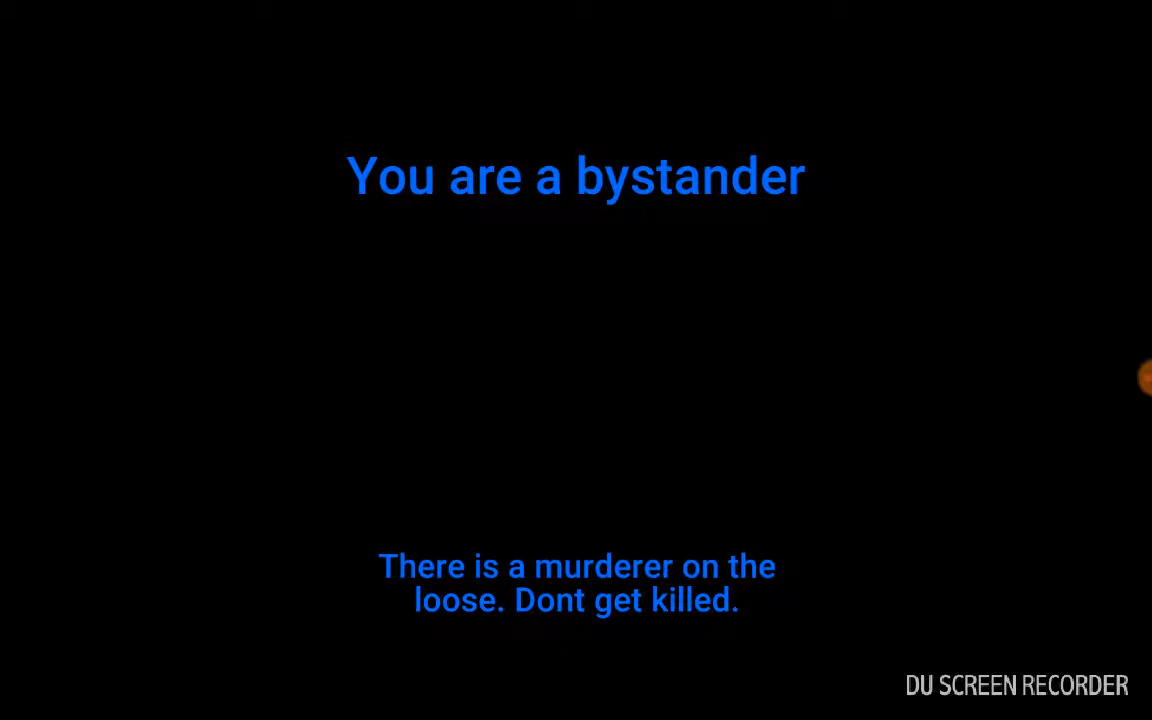 You are a bystander
There is a murderer on the
loose. Dont get killed.
DU SCREEN RECORDER